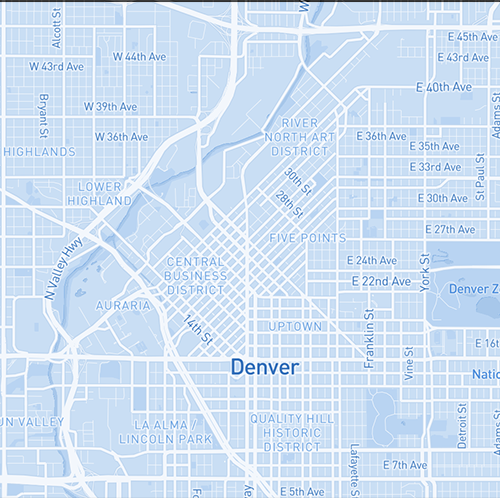 Alcott St
W
E 45th Ave
W 44th Ave
E 43rd Ave
W 43rd Ave
E 40th Ave
Bryant St
W 39th Ave
Adams St
RIVER
NORTH ART
DISTRICT
W 36th Ave
E 36th Ave
E 35th Ave
HIGHLANDS
E 33rd Ave
St Paul St
30th St
LOWER
HIGHLAND
28th St
E 30th Ave
E 27th Ave
FIVE POINTS
N Valley Hwy
CENTRAL
BUSINESS
DISTRICT
E 24th Ave
York St
E 22nd Ave
Denver Z
AURARIA
14th St
UPTOWN
Franklin St
Vine St
E 16t
Denver
Natio
UN VALLEY
LA ALMA /
LINCOLN PARK
QUALITY HILL
HISTORIC
DISTRICT
Detroit St
Adams St
Lafayette S
E 7th Ave
Fo
way
E 5th Ave